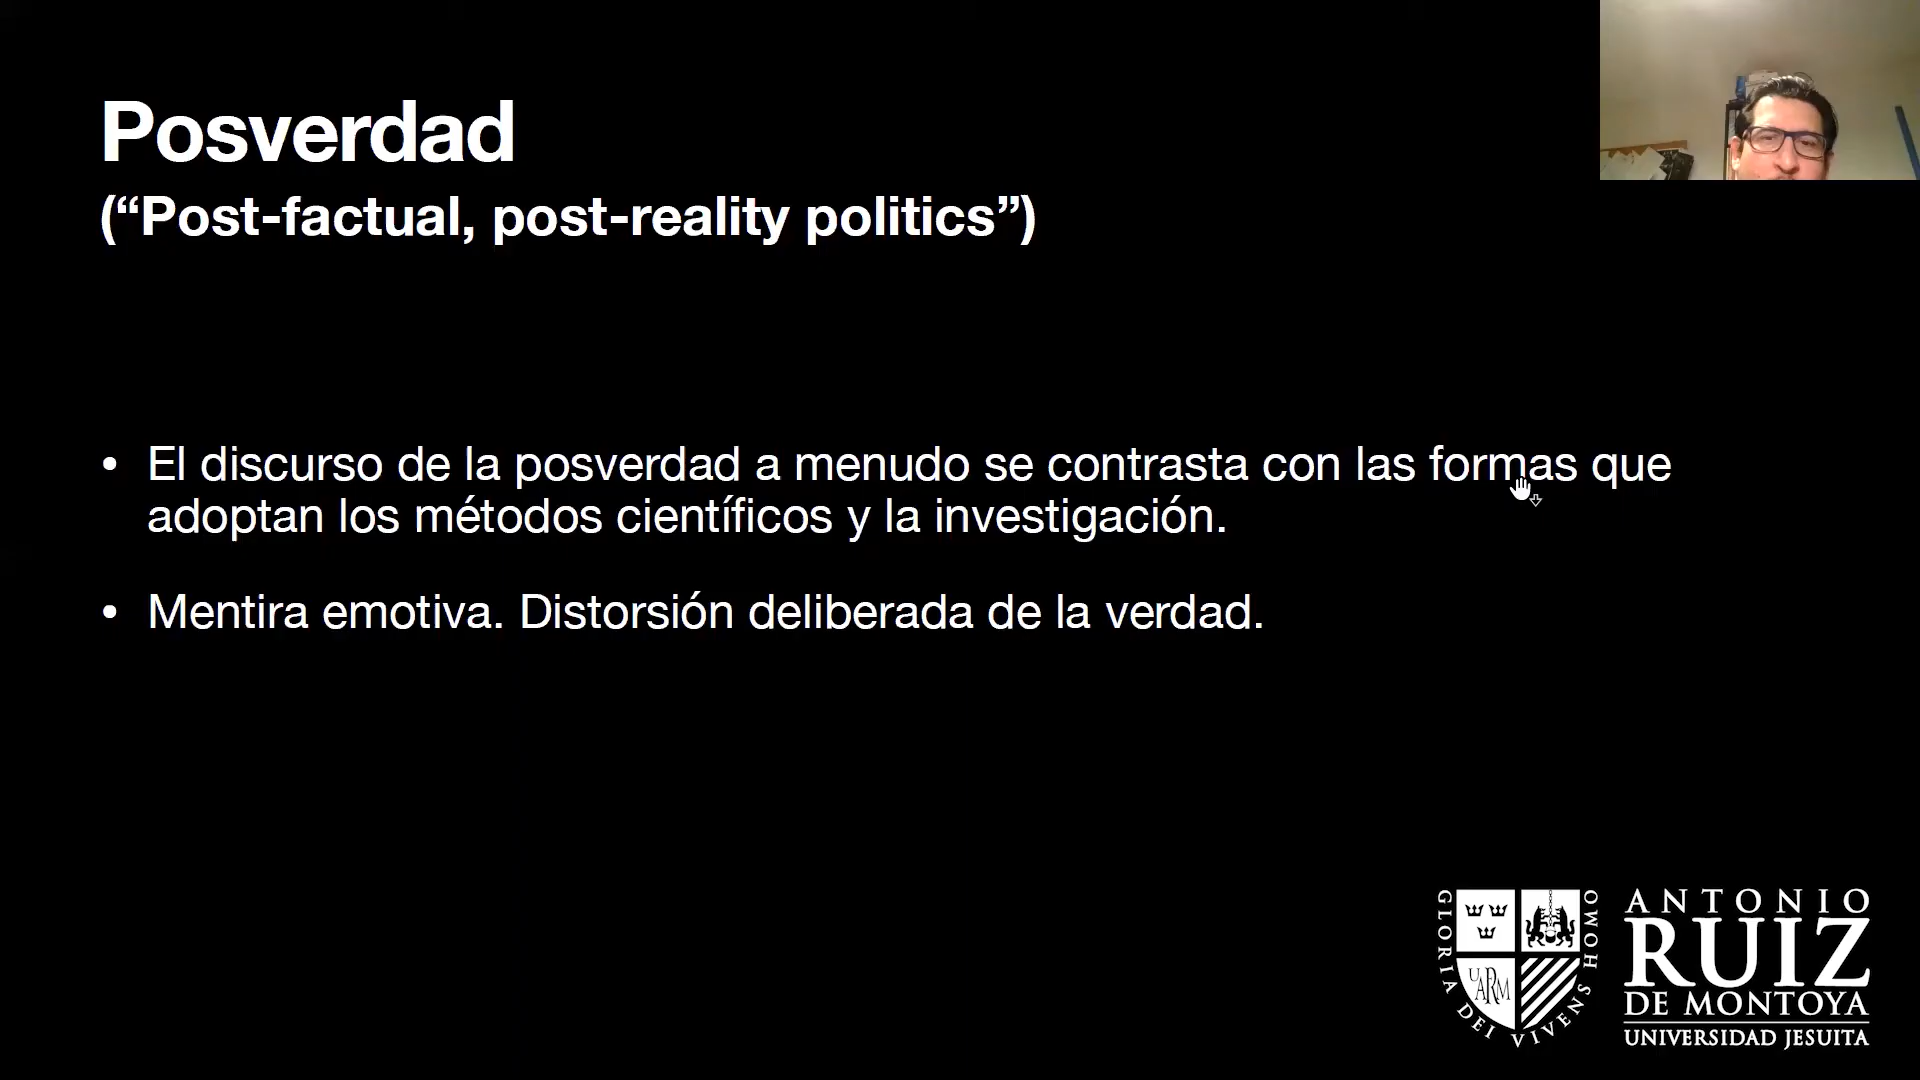 Posverdad
(“Post-factual, post-reality politics”)
• El discurso de la posverdad a menudo se contrasta con las formas que
adoptan los métodos científicos y la investigación.
• Mentira emotiva. Distorsión deliberada de la verdad.
GLORIA DEI VIVENS HOMO
UARM
ANTONIO
RUIZ
DE MONTOYA
UNIVERSIDAD JESUITA